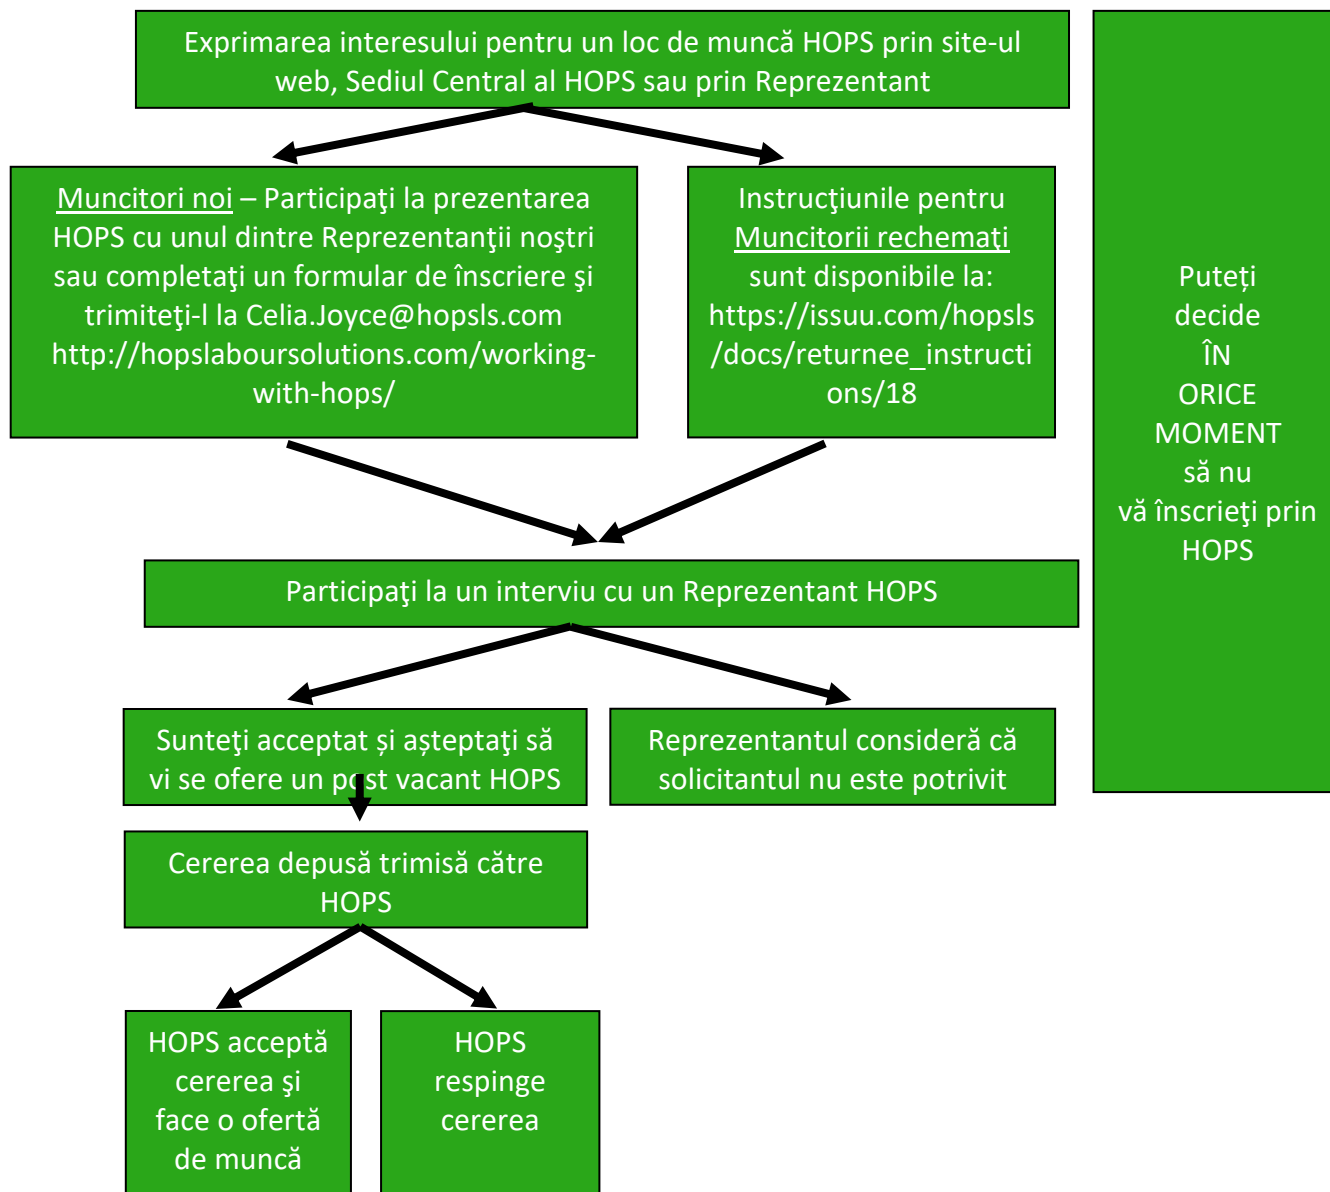 Exprimarea interesului pentru un loc de muncă HOPS prin site-ul
web, Sediul Central al HOPS sau prin Reprezentant
Muncitori noi – Participaţi la prezentarea
HOPS cu unul dintre Reprezentanţii noştri
sau completaţi un formular de înscriere şi
trimiteţi-l la Celia.Joyce@hopsls.com
http://hopslaboursolutions.com/working-
with-hops/
Instrucţiunile pentru
Muncitorii rechemaţi
sunt disponibile la:
https://issuu.com/hopsls
/docs/returnee_instructi
ons/18
Participaţi la un interviu cu un Reprezentant HOPS
Sunteţi acceptat și așteptaţi să
vi se ofere un post vacant HOPS
Reprezentantul consideră că
solicitantul nu este potrivit
Cererea depusă trimisă către
HOPS
HOPS acceptă
cererea şi
face o ofertă
de muncă
HOPS
respinge
cererea
Puteți
decide
ÎN
ORICE
MOMENT
să nu
vă înscrieţi prin
HOPS